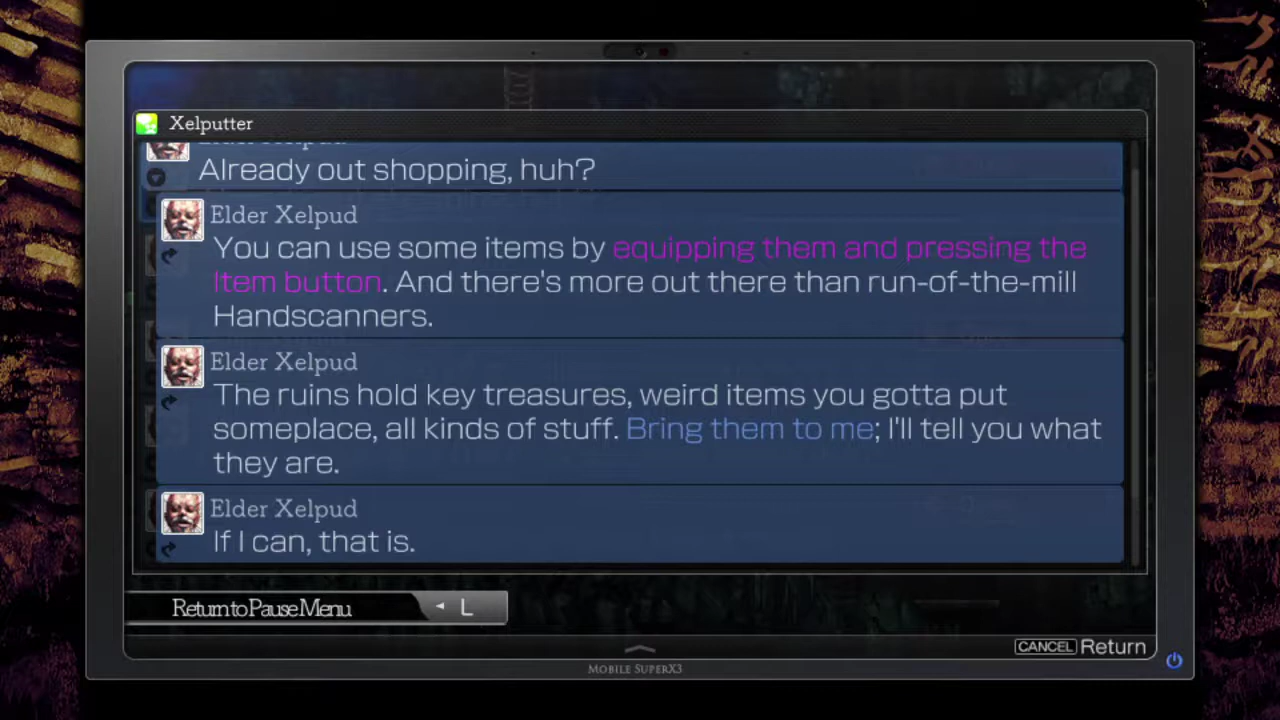 Xelputter
Elder Xelpud
Already out shopping, huh?
Elder Xelpud
You can use some items by equipping them and pressing the
Item button. And there's more out there than run-of-the-mill
Handscanners.
Elder Xelpud
The ruins hold key treasures, weird items you gotta put
someplace, all kinds of stuff. Bring them to me; I'll tell you what
they are.
Elder Xelpud
If I can, that is.
Return to Pause Menu ◄ L
CANCEL Return
MOBILE SUPERX3